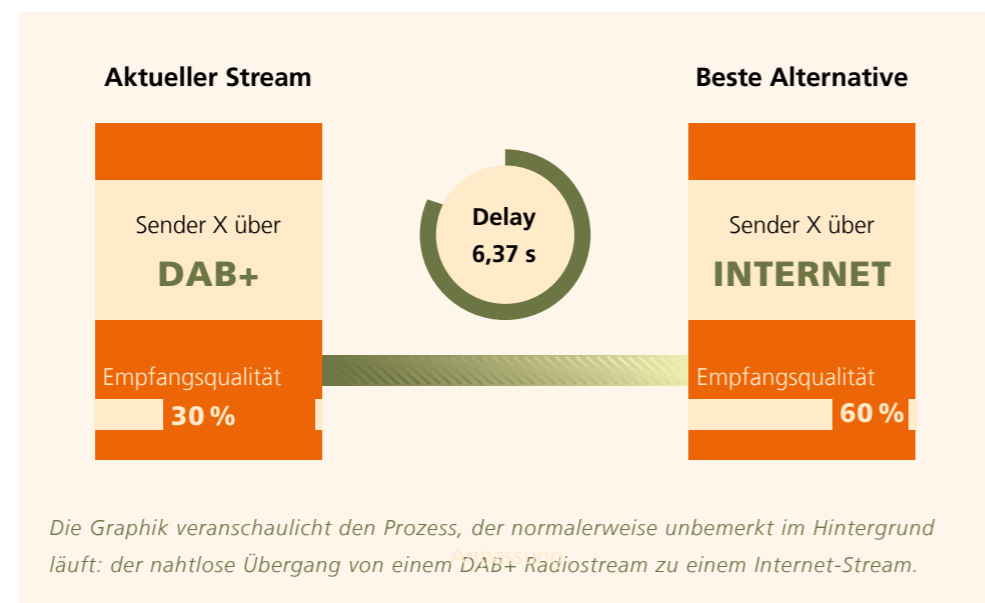 Aktueller Stream
Beste Alternative
Sender X über
DAB+
Delay
6,37 s
Sender X über
INTERNET
Empfangsqualität
30 %
Empfangsqualität
60 %
Die Graphik veranschaulicht den Prozess, der normalerweise unbemerkt im Hintergrund
läuft: der nahtlose Übergang von einem DAB+ Radiostream zu einem Internet-Stream.
Anpassung